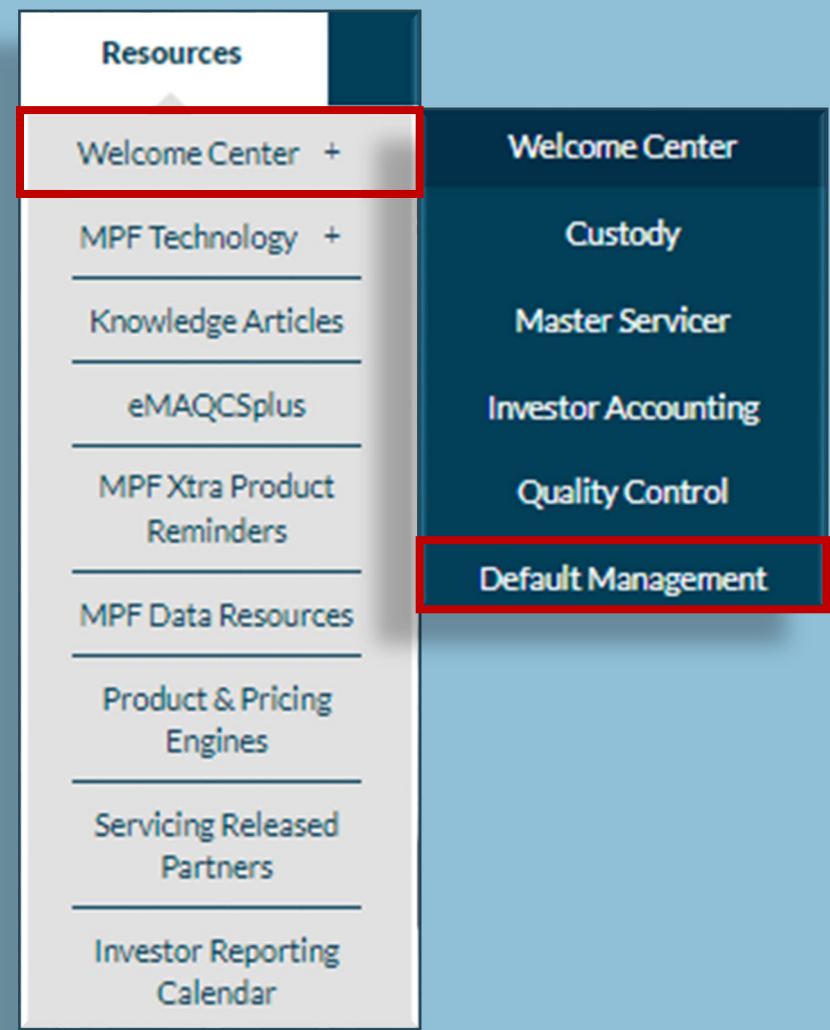 Resources
Welcome Center +
MPF Technology +
Knowledge Articles
eMAQCSplus
MPF Xtra Product
Reminders
MPF Data Resources
Product & Pricing
Engines
Servicing Released
Partners
Investor Reporting
Calendar
Welcome Center
Custody
Master Servicer
Investor Accounting
Quality Control
Default Management